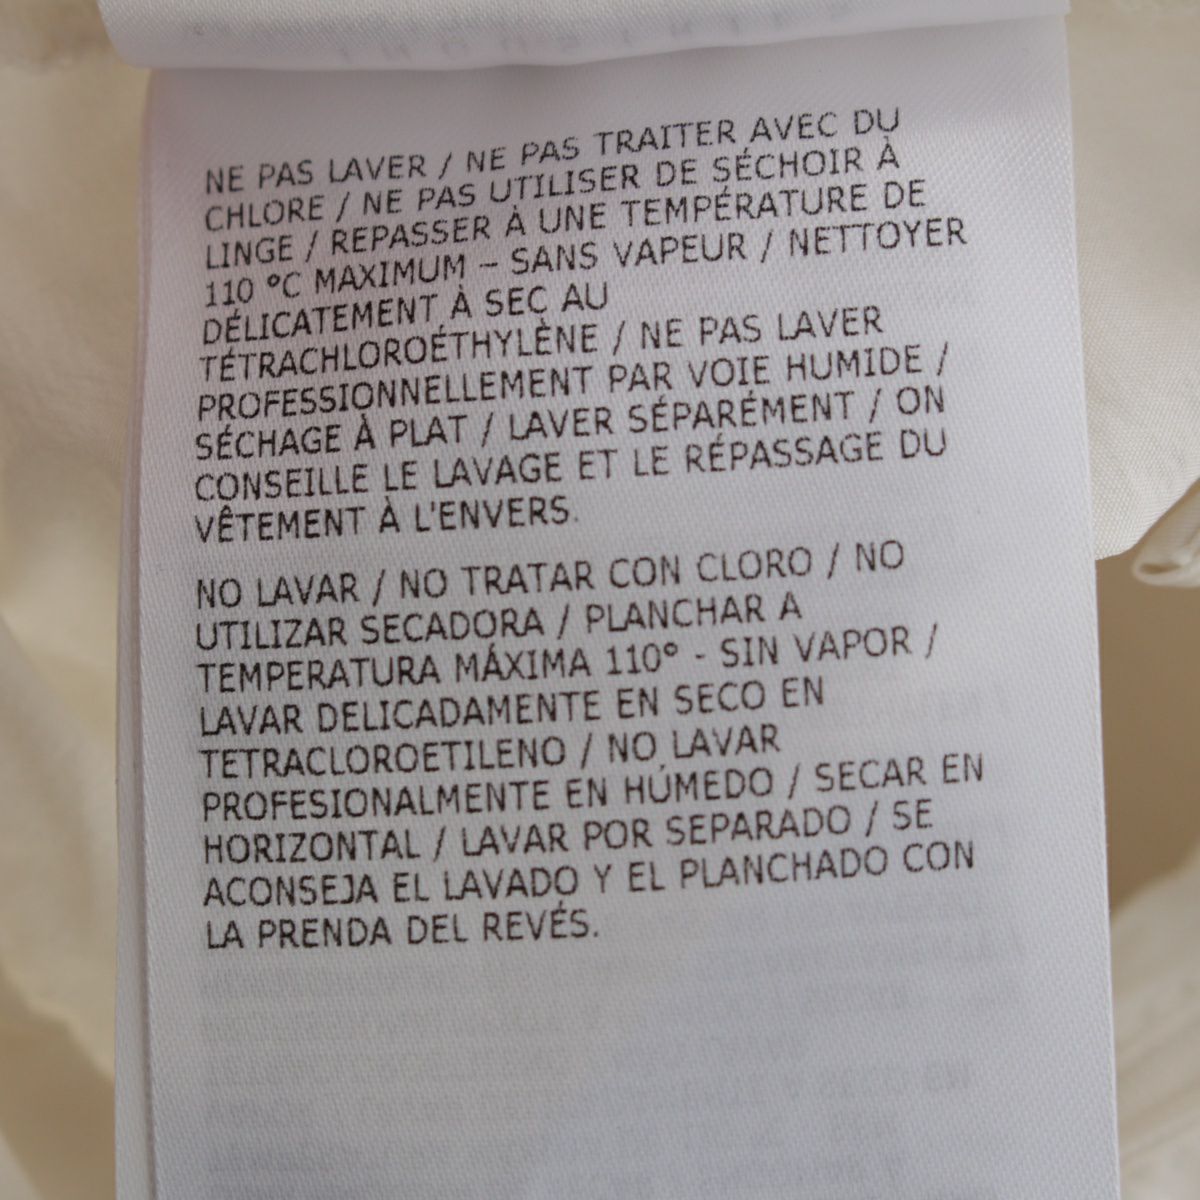 NE PAS LAVER / NE PAS TRAITER AVEC DU
CHLORE / NE PAS UTILISER DE SÉCHOIR À
LINGE / REPASSER À UNE TEMPÉRATURE DE
110 °C MAXIMUM – SANS VAPEUR / NETTOYER
DÉLICATEMENT À SEC AU
TÉTRACHLOROÉTHYLÈNE / NE PAS LAVER
PROFESSIONNELLEMENT PAR VOIE HUMIDE /
SÉCHAGE À PLAT / LAVER SÉPARÉMENT / ON
CONSEILLE LE LAVAGE ET LE RÉPASSAGE DU
VÊTEMENT À L'ENVERS.
NO LAVAR / NO TRATAR CON CLORO / NO
UTILIZAR SECADORA / PLANCHAR A
TEMPERATURA MÁXIMA 110° - SIN VAPOR /
LAVAR DELICADAMENTE EN SECO EN
TETRACLOROETILENO / NO LAVAR
PROFESIONALMENTE EN HÚMEDO / SECAR EN
HORIZONTAL / LAVAR POR SEPARADO / SE
ACONSEJA EL LAVADO Y EL PLANCHADO CON
LA PRENDA DEL REVÉS.